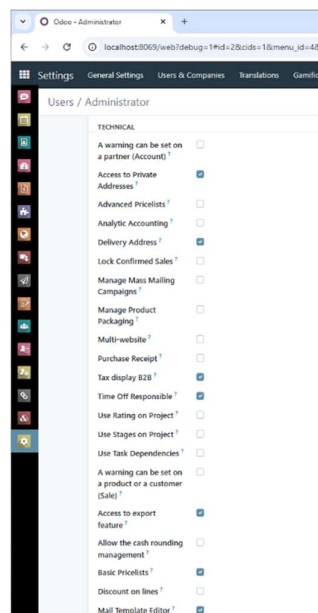 Odoo - Administrator
localhost:8069/web?debug=1#id=2&cids=1&menu_id=4
Settings General Settings Users & Companies Translations Gamific
Users / Administrator
TECHNICAL
A warning can be set on
a partner (Account) ?
Access to Private
Addresses ?
Advanced Pricelists ?
Analytic Accounting ?
Delivery Address ?
Lock Confirmed Sales ?
Manage Mass Mailing
Campaigns ?
Manage Product
Packaging ?
Multi-website ?
Purchase Receipt ?
Tax display B2B ?
Time Off Responsible ?
Use Rating on Project ?
Use Stages on Project ?
Use Task Dependencies ?
A warning can be set on
a product or a customer
(Sale) ?
Access to export
feature ?
Allow the cash rounding
management ?
Basic Pricelists ?
Discount on lines ?
Mail Template Editor ?